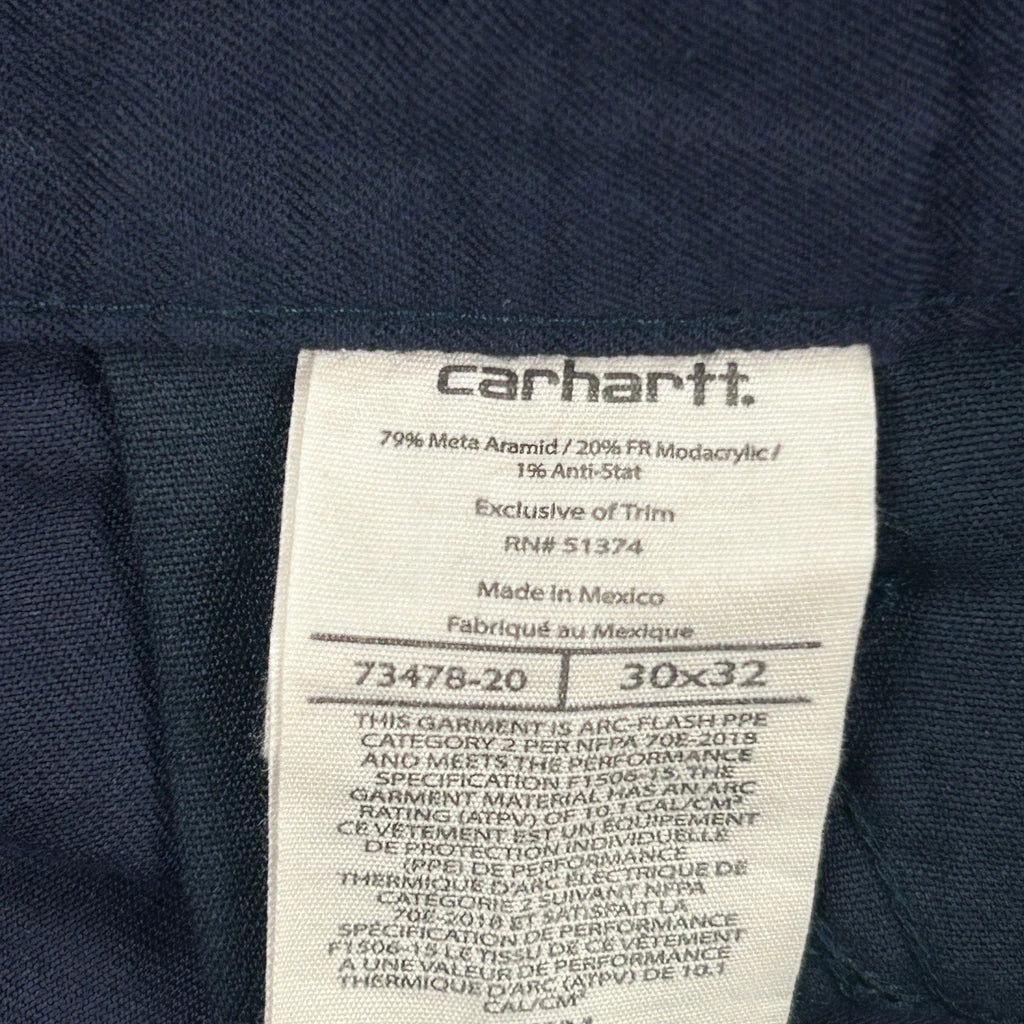 carhartt.
79% Meta Aramid / 20% FR Modacrylic /
1% Anti-Stat
Exclusive of Trim
RN# 51374
Made in Mexico
Fabriqué au Mexique
73478-20 30x32
THIS GARMENT IS ARC-FLASH PPE
CATEGORY 2 PER NFPA 70E-2018
AND MEETS THE PERFORMANCE
SPECIFICATION F1506-15. THE
GARMENT MATERIAL HAS AN ARC
RATING (ATPV) OF 10.1 CAL/CM²
CE VÊTEMENT EST UN ÉQUIPEMENT
DE PROTECTION INDIVIDUELLE
(PPE) DE PERFORMANCE
THERMIQUE D'ARC ÉLECTRIQUE DE
CATÉGORIE 2 SUIVANT NFPA
70E-2018 ET SATISFAIT LA
SPÉCIFICATION DE PERFORMANCE
F1506-15 LE TISSU DE CE VÊTEMENT
A UNE VALEUR DE PERFORMANCE
THERMIQUE D'ARC (ATPV) DE 10.1
CAL/CM²